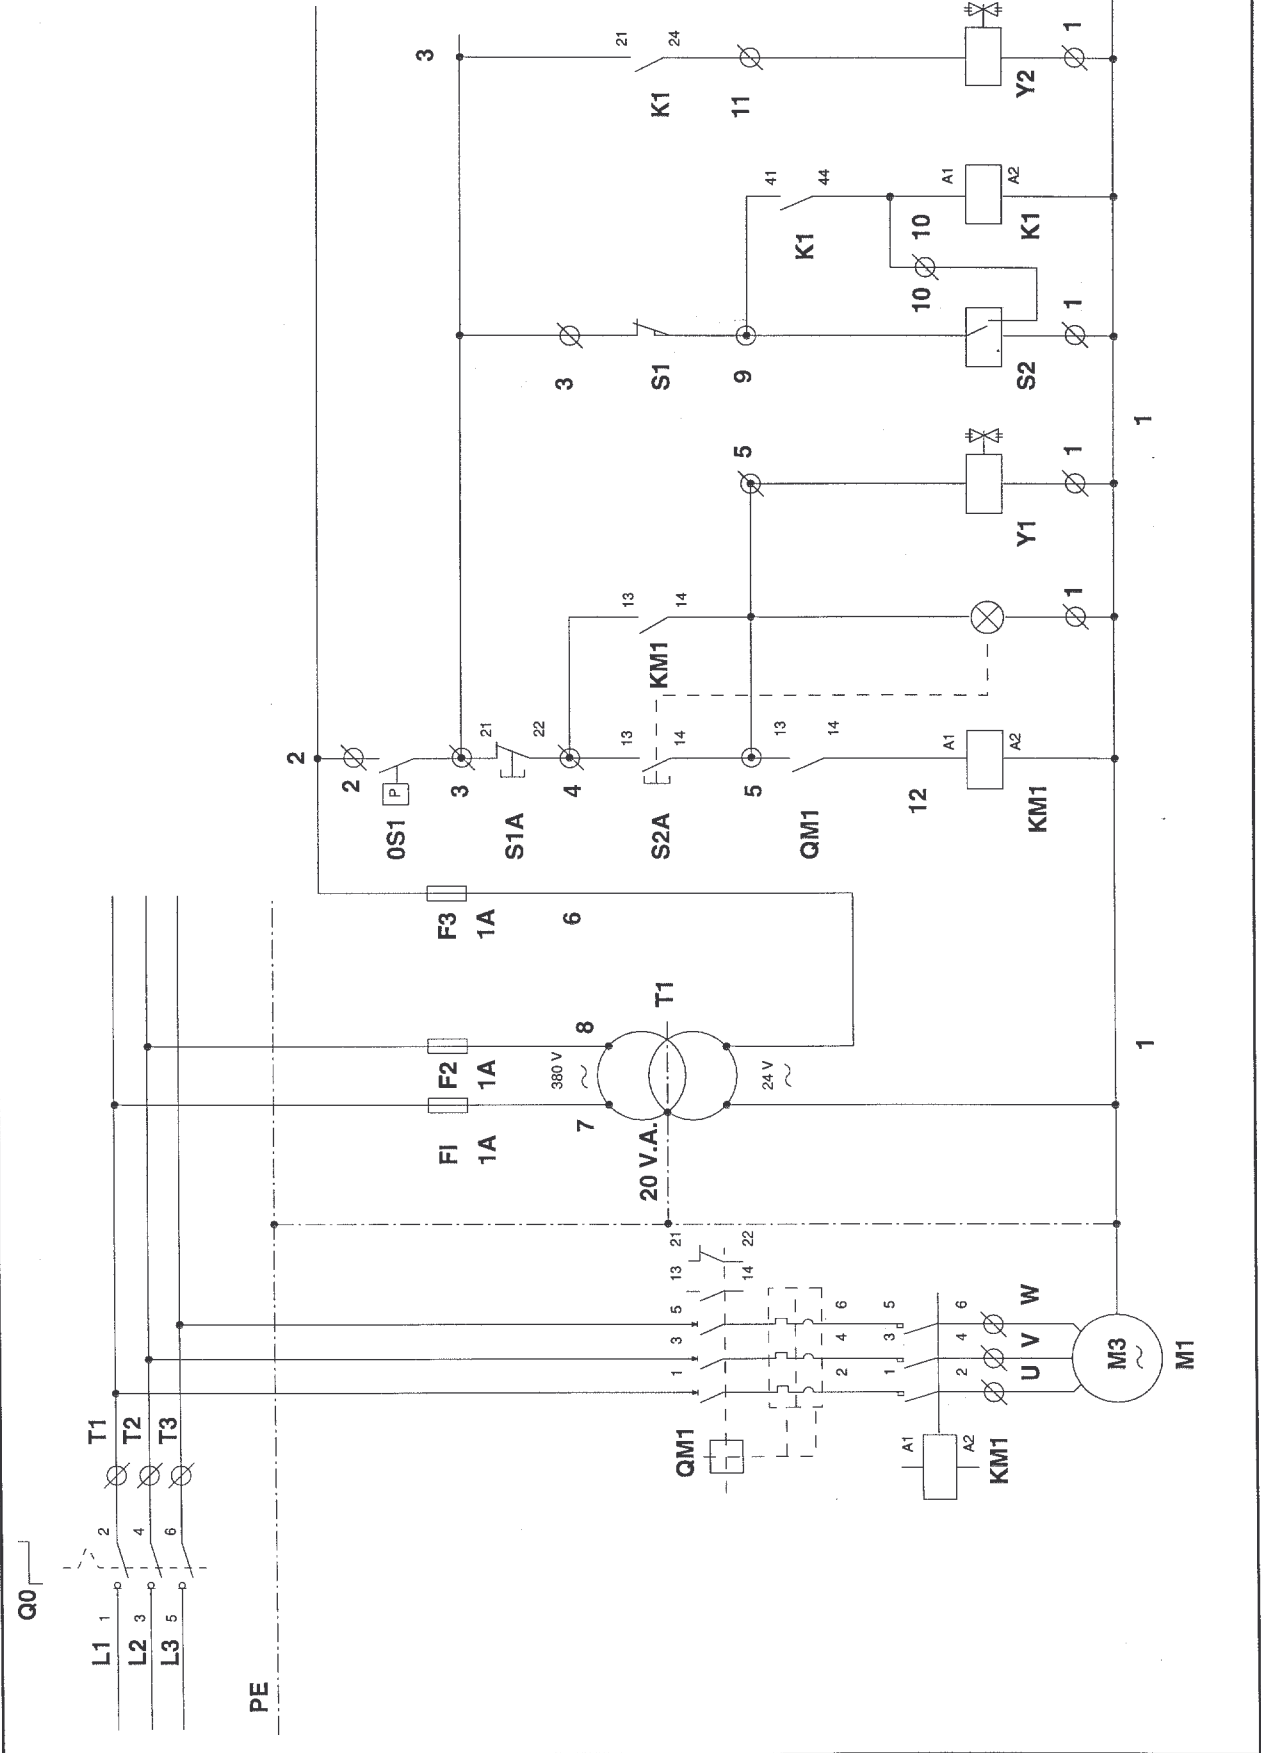 Q0
L1 1 2 T1
L2 3 4 T2
L3 5 6 T3
PE
QM1
1 3 5 13 21
14 22
2 4 6
1 3 5
2 4 6
A1
A2
KM1
U V W
M3
M1
FI
1A
F2
1A
7
8
380 V
20 V.A.
T1
24 V
1
F3
1A
6
2
2
P
0S1
3
21
22
S1A
4
13
14
S2A
5
13
14
QM1
12
A1
A2
KM1
13
14
KM1
1
5
Y1
1
1
3
3
S1
9
S2
1
10
10
41
44
K1
A1
A2
K1
21
24
K1
11
Y2
1